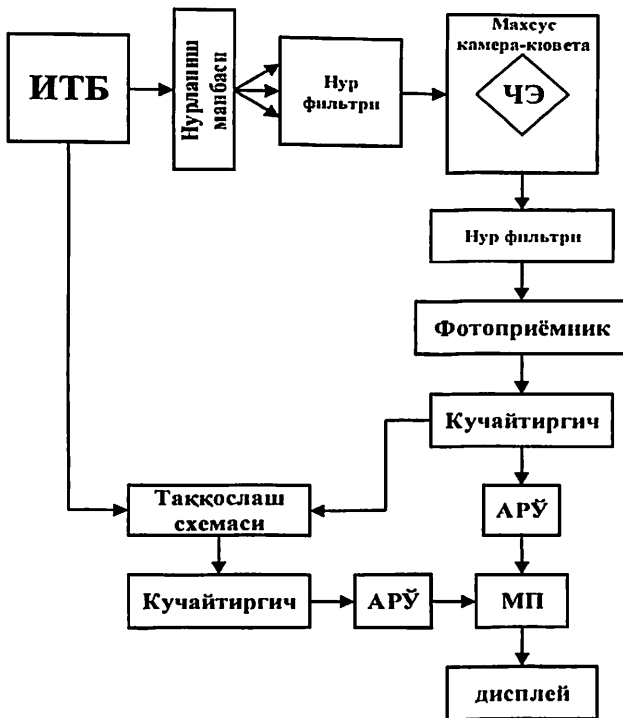 ИТБ
Нурланиш
манбаси
Нур
фильтри
Махсус
камера-кювета
ЧЭ
Нур фильтри
Фотоприёмник
Кучайтиргич
Таққослаш
схемаси
АРЎ
Кучайтиргич
АРЎ
МП
дисплей